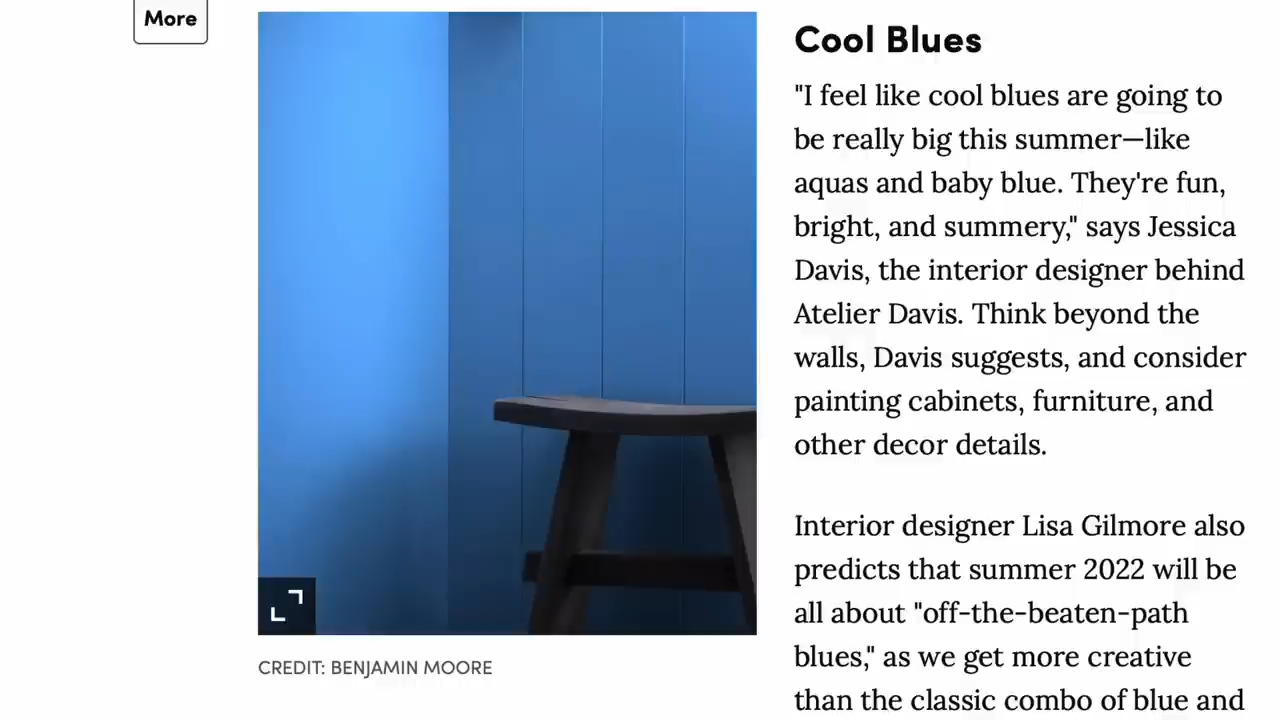 More
Cool Blues
"I feel like cool blues are going to
be really big this summer—like
aquas and baby blue. They're fun,
bright, and summery," says Jessica
Davis, the interior designer behind
Atelier Davis. Think beyond the
walls, Davis suggests, and consider
painting cabinets, furniture, and
other decor details.
Interior designer Lisa Gilmore also
predicts that summer 2022 will be
all about "off-the-beaten-path
blues," as we get more creative
than the classic combo of blue and
CREDIT: BENJAMIN MOORE